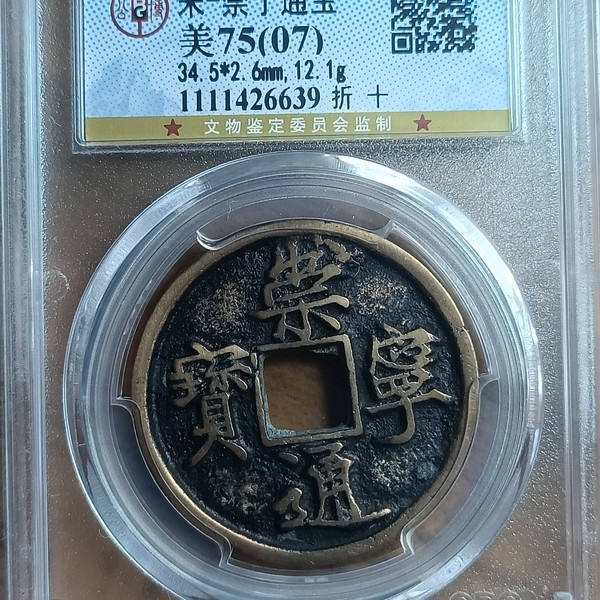 宋-崇宁通宝
美75(07)
34.5*2.6mm,12.1g
1111426639 折 十
文物鉴定委员会监制
崇寧通寶